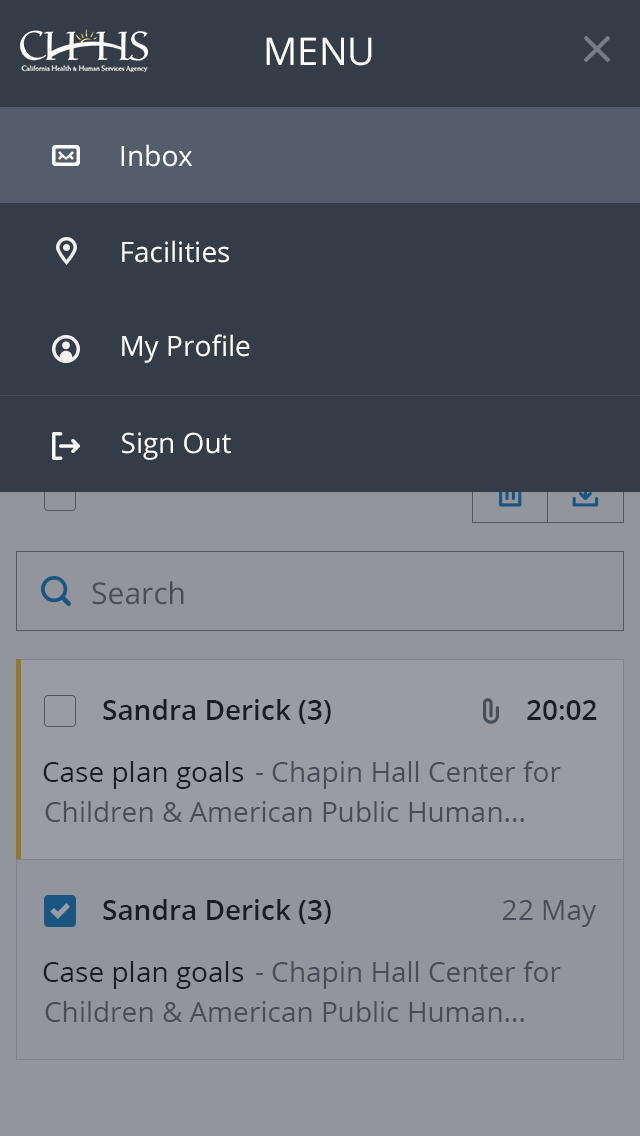 CHHS
California Health & Human Services Agency
MENU
Inbox
Facilities
My Profile
Sign Out
Search
Sandra Derick (3) 20:02
Case plan goals - Chapin Hall Center for
Children & American Public Human...
Sandra Derick (3) 22 May
Case plan goals - Chapin Hall Center for
Children & American Public Human...